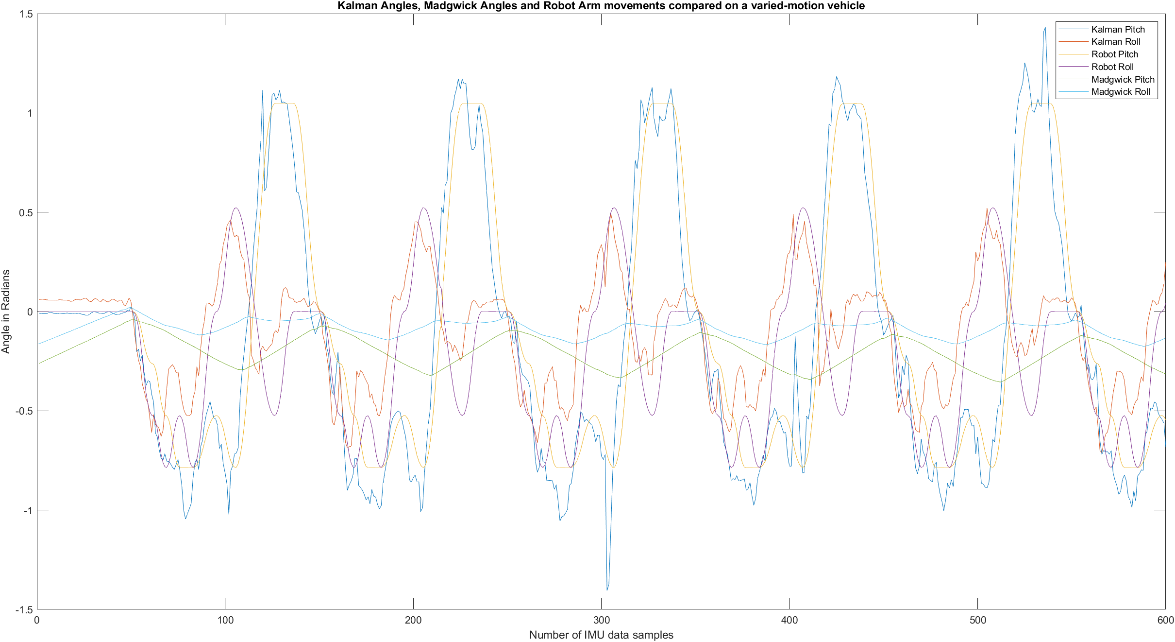 Kalman Angles, Madgwick Angles and Robot Arm movements compared on a varied-motion vehicle
1.5
1
0.5
0
-0.5
-1
-1.5
Angle in Radians
Kalman Pitch
Kalman Roll
Robot Pitch
Robot Roll
Madgwick Pitch
Madgwick Roll
0
100
200
300
400
500
600
Number of IMU data samples